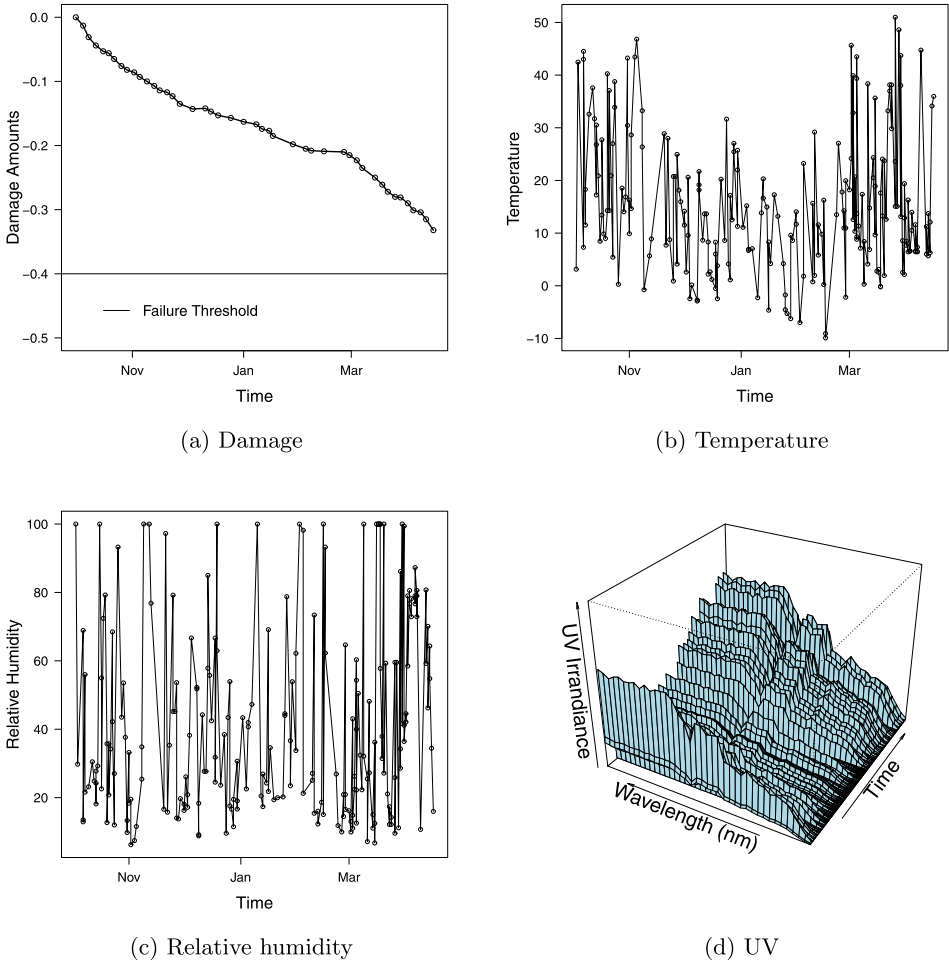 0.0
−0.1
−0.2
−0.3
−0.4
−0.5
Damage Amounts
Failure Threshold
Nov Jan Mar
Time
(a) Damage
50
40
30
20
10
0
−10
Temperature
Nov Jan Mar
Time
(b) Temperature
100
80
60
40
20
Relative Humidity
Nov Jan Mar
Time
(c) Relative humidity
UV Irrandiance
Wavelength (nm)
Time
(d) UV